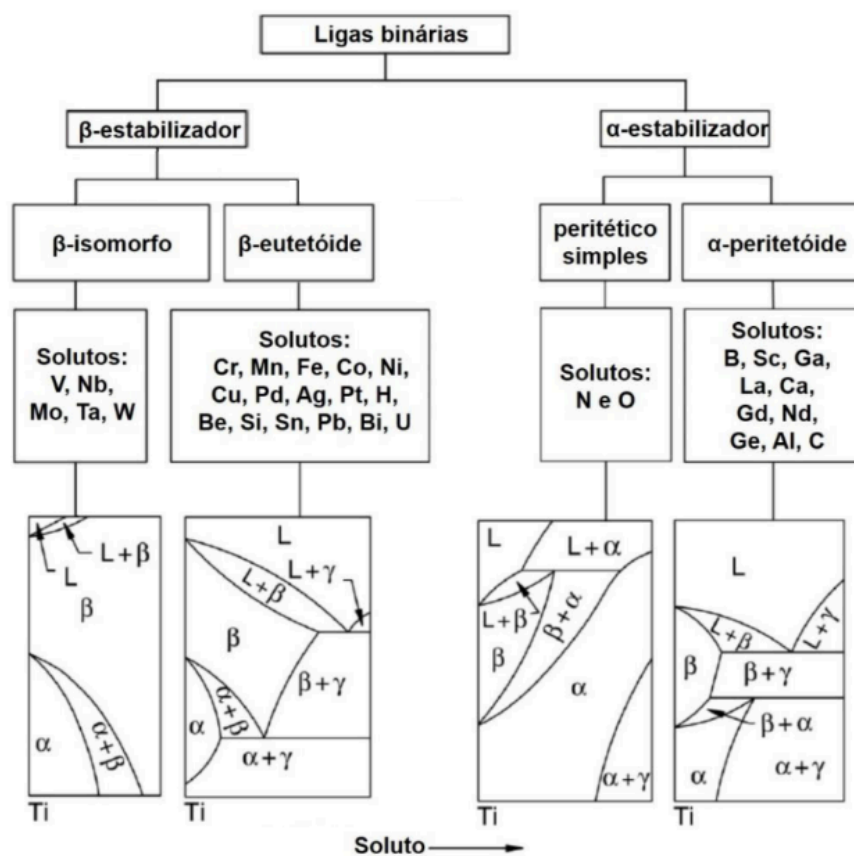 Ligas binárias
β-estabilizador
α-estabilizador
β-isomorfo
β-eutetóide
peritético
simples
α-peritetóide
Solutos:
V, Nb,
Mo, Ta, W
Solutos:
Cr, Mn, Fe, Co, Ni,
Cu, Pd, Ag, Pt, H,
Be, Si, Sn, Pb, Bi, U
Solutos:
N e O
Solutos:
B, Sc, Ga,
La, Ca,
Gd, Nd,
Ge, Al, C
L+β
L
β
α
α+β
Ti
L
L+γ
L+β
β
β+γ
α+β
α
α+γ
Ti
L
L+α
L+β
β+α
β
α
α+γ
Ti
L
L+β
L+γ
β
β+γ
β+α
α
α+γ
Ti
Soluto